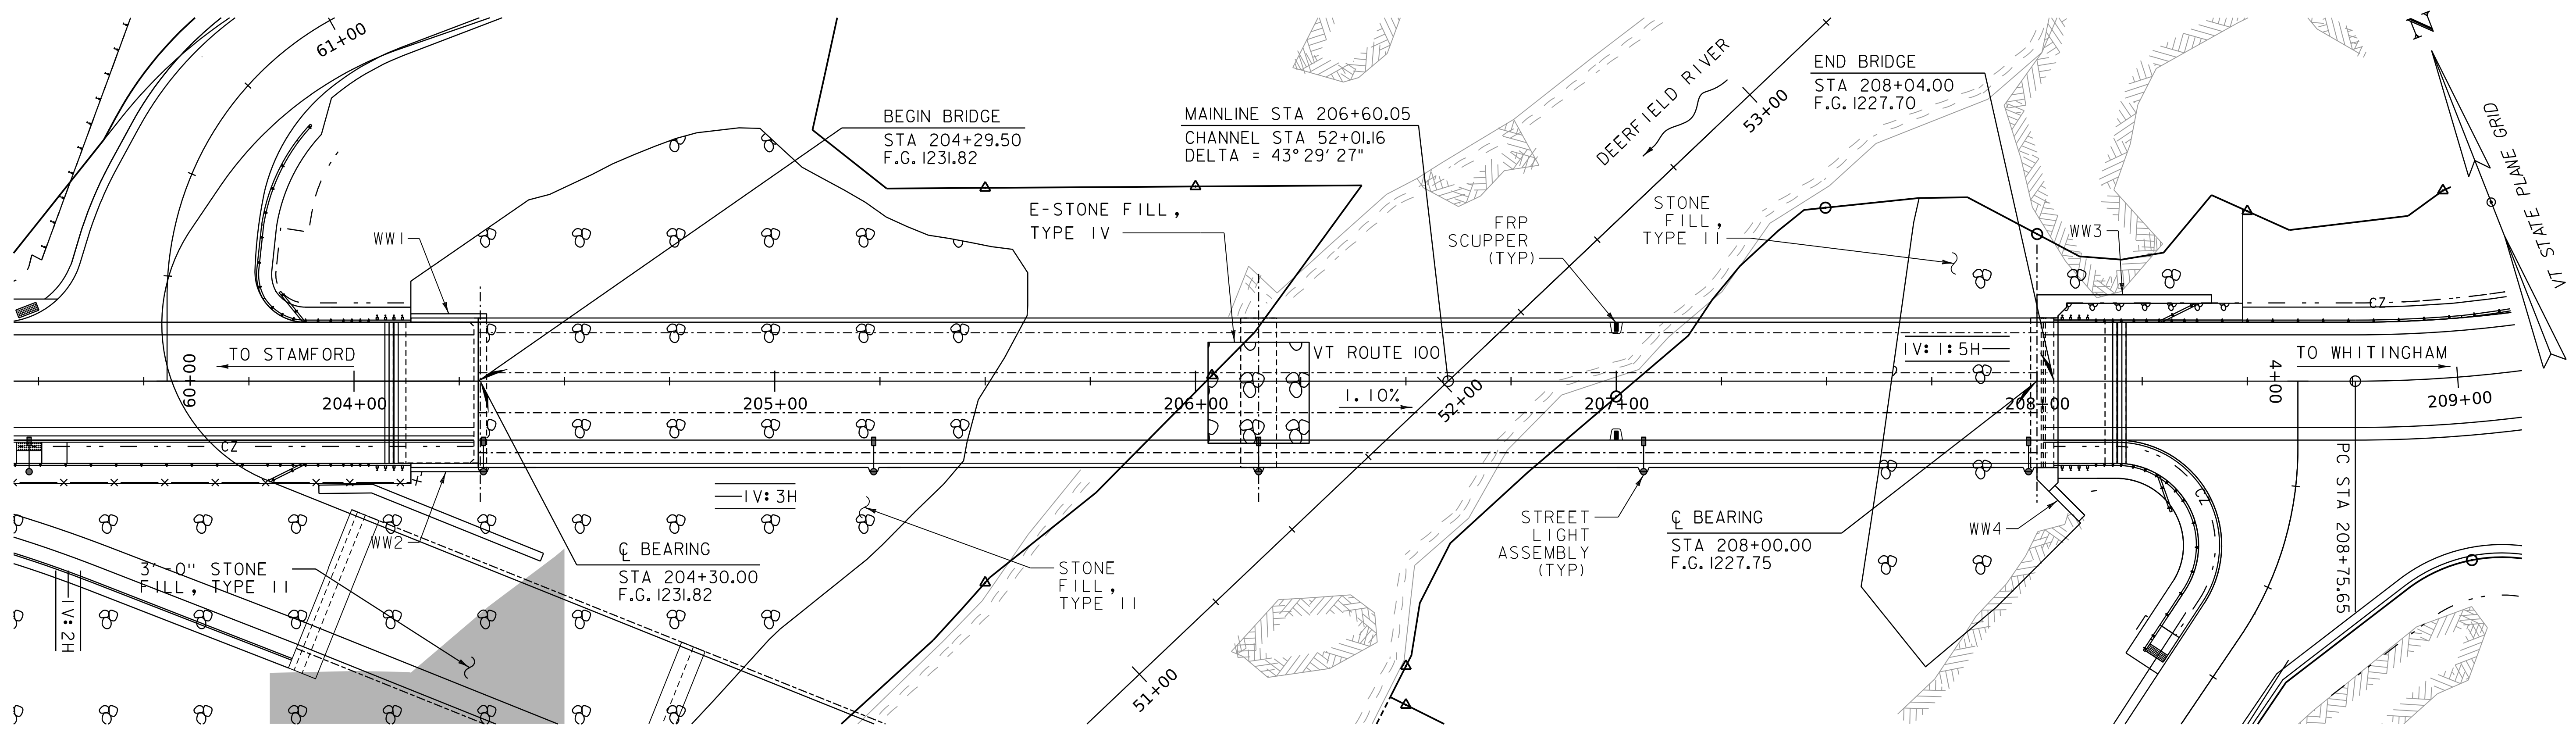 61+00
BEGIN BRIDGE
STA 204+29.50
F.G. 1231.82
MAINLINE STA 206+60.05
CHANNEL STA 52+01.16
DELTA = 43° 29' 27"
DEERFIELD RIVER
53+00
END BRIDGE
STA 208+04.00
F.G. 1227.70
N
VT STATE PLANE GRID
WW1
E-STONE FILL,
TYPE IV
FRP
SCUPPER
(TYP)
STONE
FILL,
TYPE II
WW3
CZ
60+00
TO STAMFORD
204+00
205+00
206+00
VT ROUTE 100
1.10%
52+00
207+00
1V: 1:5H
208+00
TO WHITINGHAM
4+00
209+00
CZ
WW2
1V: 3H
℄ BEARING
STA 204+30.00
F.G. 1231.82
3'-0" STONE
FILL, TYPE II
1V: 2H
STONE
FILL,
TYPE II
51+00
STREET
LIGHT
ASSEMBLY
(TYP)
℄ BEARING
STA 208+00.00
F.G. 1227.75
WW4
CZ
PC STA 208+75.65